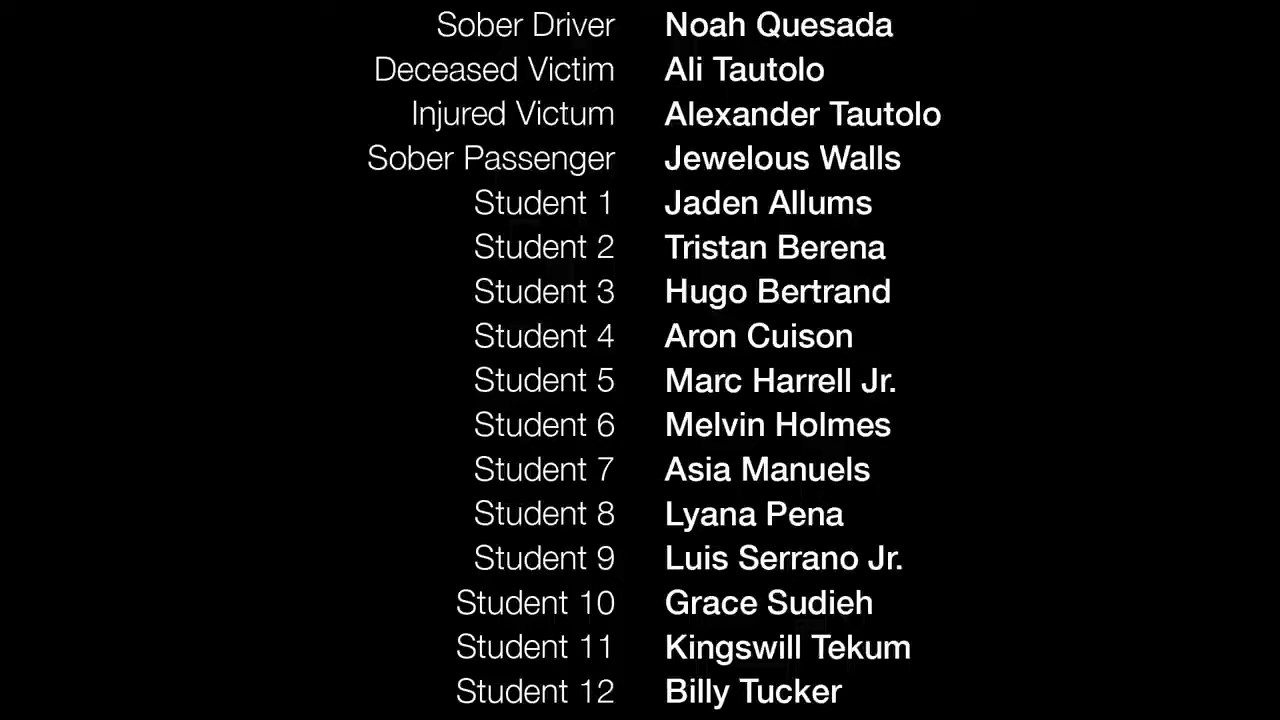 Sober Driver Noah Quesada
Deceased Victim Ali Tautolo
Injured Victum Alexander Tautolo
Sober Passenger Jewelous Walls
Student 1 Jaden Allums
Student 2 Tristan Berena
Student 3 Hugo Bertrand
Student 4 Aron Cuison
Student 5 Marc Harrell Jr.
Student 6 Melvin Holmes
Student 7 Asia Manuels
Student 8 Lyana Pena
Student 9 Luis Serrano Jr.
Student 10 Grace Sudieh
Student 11 Kingswill Tekum
Student 12 Billy Tucker